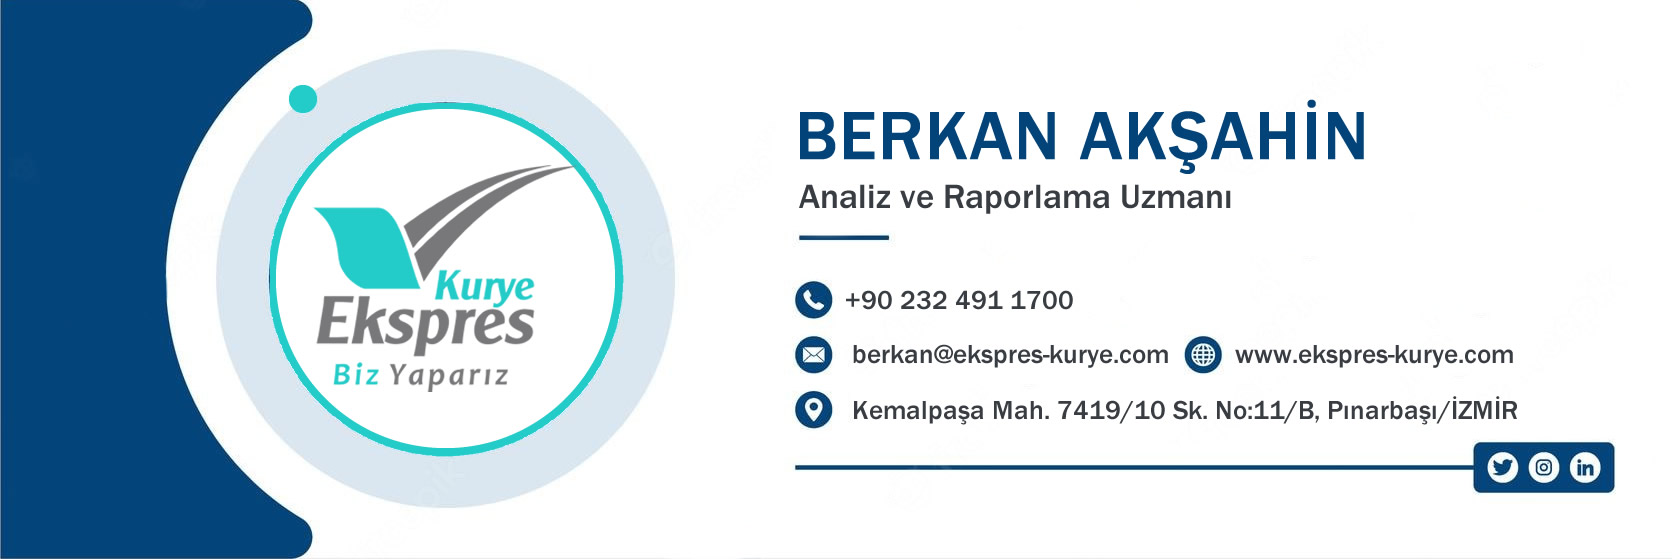 Kurye
Ekspres
Biz Yaparız
BERKAN AKŞAHİN
Analiz ve Raporlama Uzmanı
+90 232 491 1700
berkan@ekspres-kurye.com www.ekspres-kurye.com
Kemalpaşa Mah. 7419/10 Sk. No:11/B, Pınarbaşı/İZMİR
in